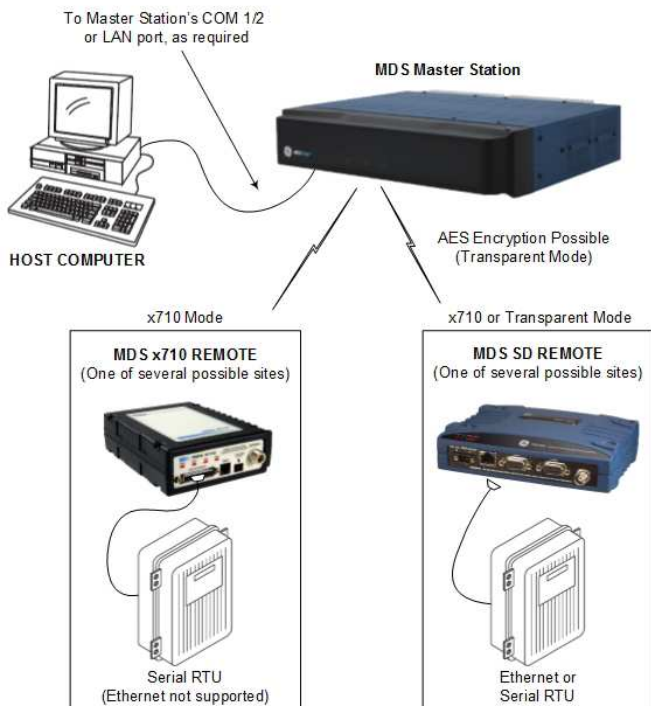 To Master Station's COM 1/2
or LAN port, as required
MDS Master Station
HOST COMPUTER
AES Encryption Possible
(Transparent Mode)
x710 Mode
x710 or Transparent Mode
MDS x710 REMOTE
(One of several possible sites)
MDS SD REMOTE
(One of several possible sites)
Serial RTU
(Ethernet not supported)
Ethernet or
Serial RTU